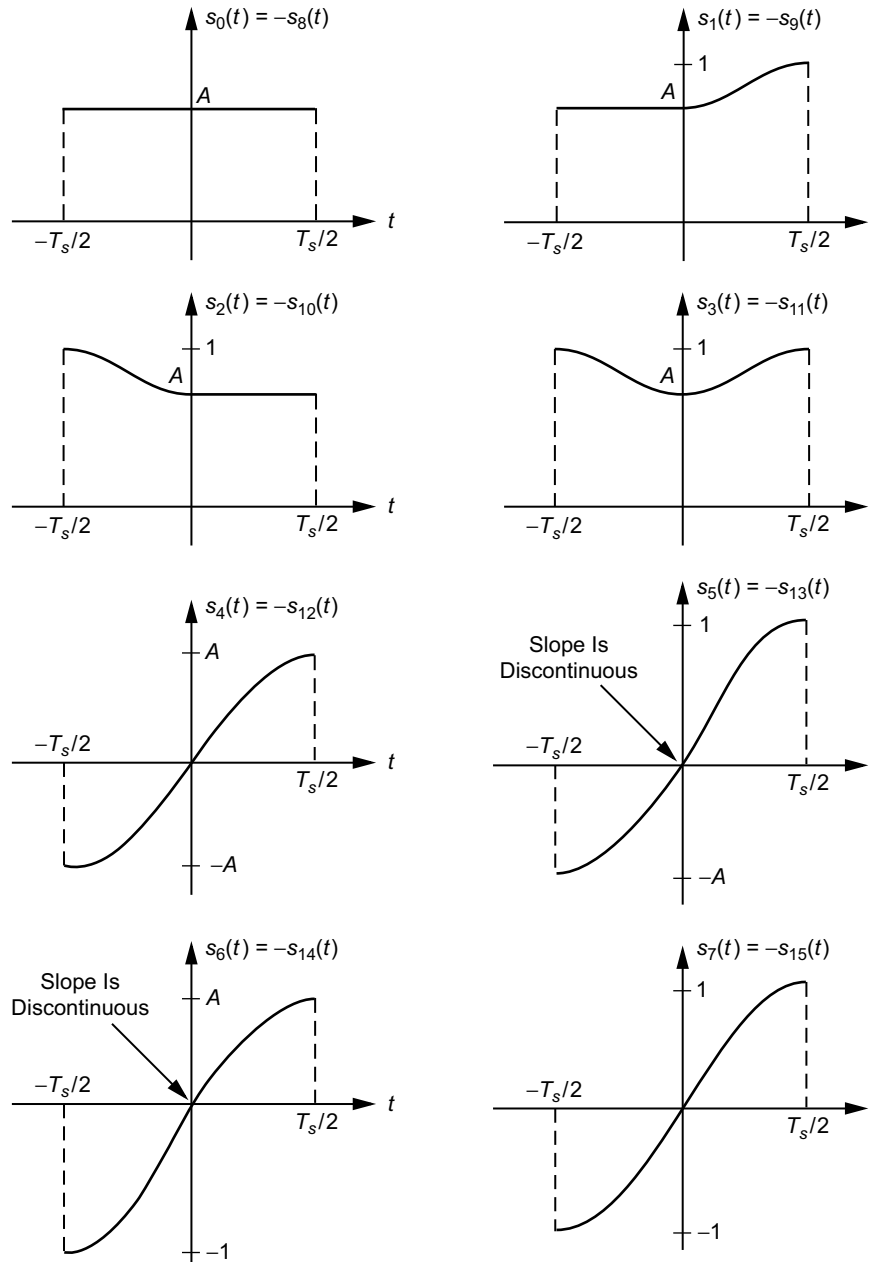 s₀(t) = –s₈(t)
A
t
–Tₛ/2
Tₛ/2
s₁(t) = –s₉(t)
1
A
–Tₛ/2
Tₛ/2
s₂(t) = –s₁₀(t)
1
A
t
–Tₛ/2
Tₛ/2
s₃(t) = –s₁₁(t)
1
A
–Tₛ/2
Tₛ/2
s₄(t) = –s₁₂(t)
A
–Tₛ/2
t
Tₛ/2
–A
s₅(t) = –s₁₃(t)
1
Slope Is
Discontinuous
–Tₛ/2
Tₛ/2
–A
s₆(t) = –s₁₄(t)
Slope Is
Discontinuous
A
–Tₛ/2
t
Tₛ/2
–1
s₇(t) = –s₁₅(t)
1
–Tₛ/2
Tₛ/2
–1